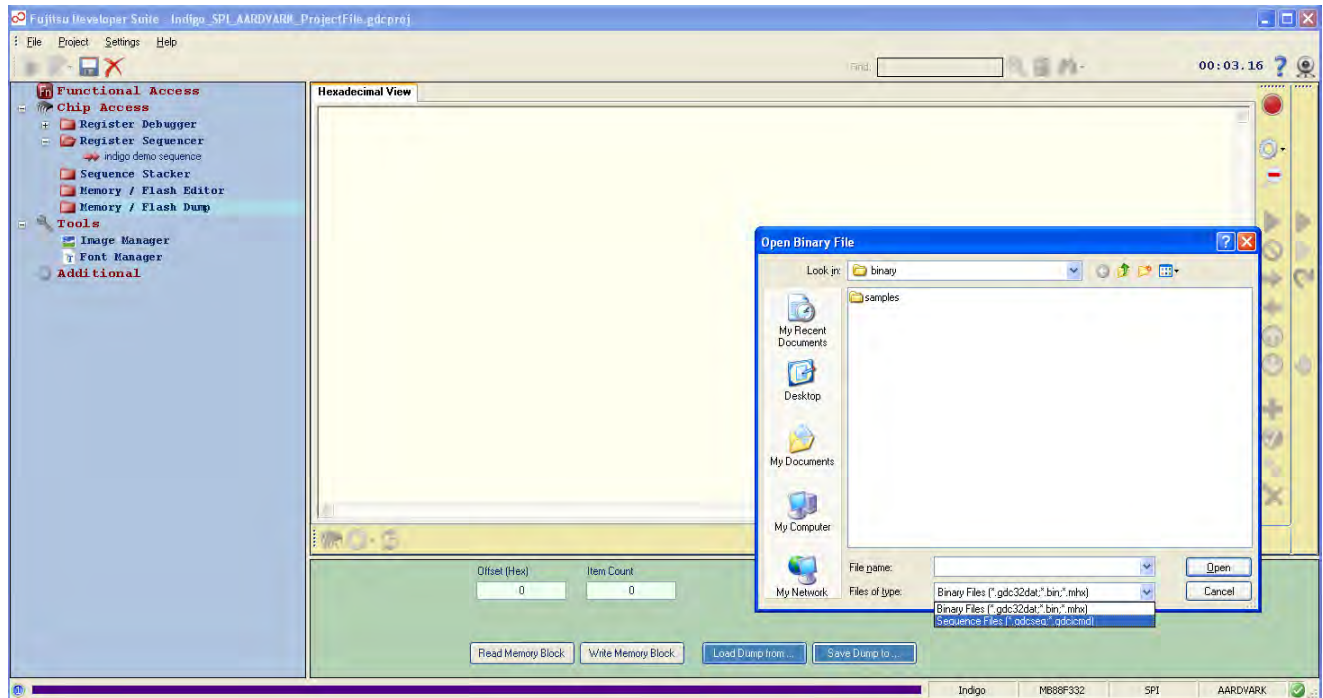 Fujitsu Developer Suite Indigo_SPI_AARDVARK_ProjectFile.gdcproj
File Project Settings Help
Find: 00:03.16
Functional Access
Chip Access
Register Debugger
Register Sequencer
indigo demo sequence
Sequence Stacker
Memory / Flash Editor
Memory / Flash Dump
Tools
Image Manager
Font Manager
Additional
Hexadecimal View
Open Binary File
Look in: binary
samples
My Recent
Documents
Desktop
My Documents
My Computer
My Network
File name:
Open
Files of type: Binary Files (*.gdc32dat;*.bin;*.mhx)
Cancel
Binary Files (*.gdc32dat;*.bin;*.mhx)
Sequence Files (*.gdcseq;*.gdcicmd)
Offset (Hex) Item Count
0 0
Read Memory Block Write Memory Block Load Dump from ... Save Dump to ...
Indigo MB88F332 SPI AARDVARK